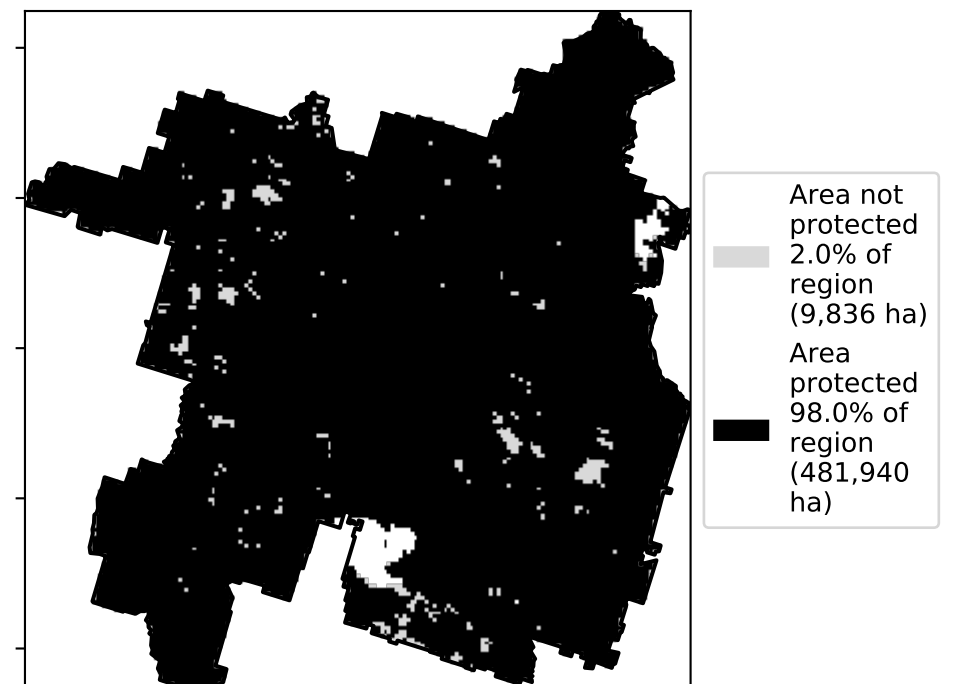 Area not
protected
2.0% of
region
(9,836 ha)
Area
protected
98.0% of
region
(481,940
ha)